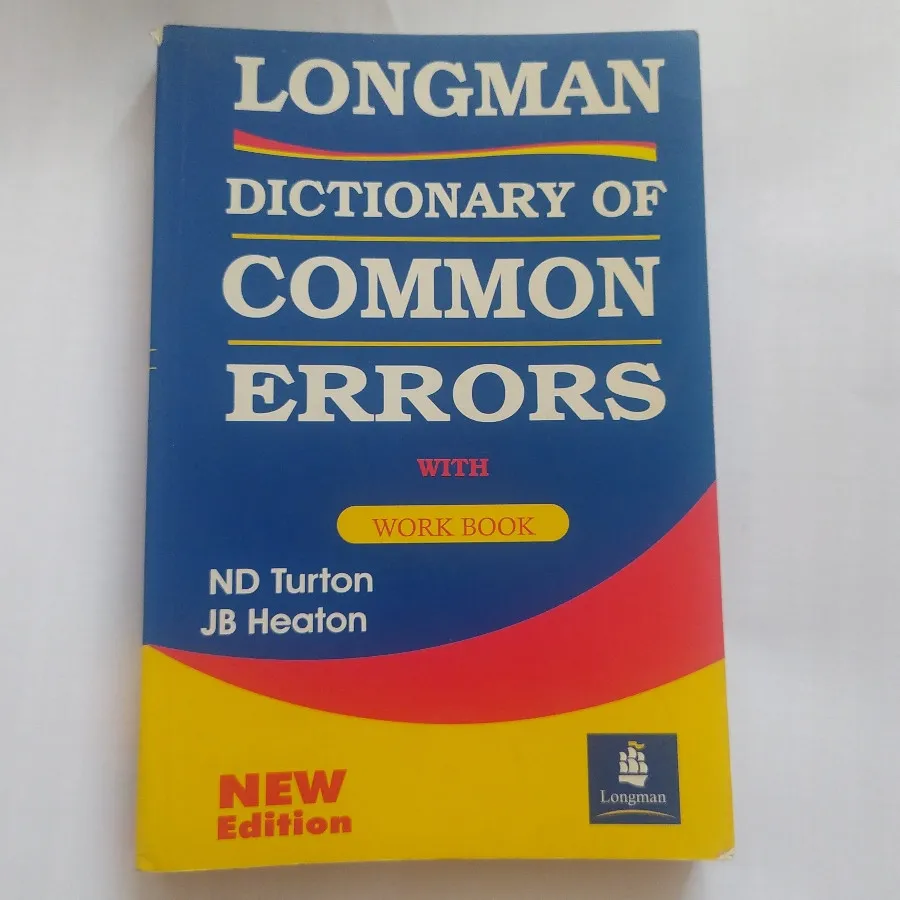 LONGMAN
DICTIONARY OF
COMMON
ERRORS
WITH
WORK BOOK
ND Turton
JB Heaton
NEW
Edition
Longman